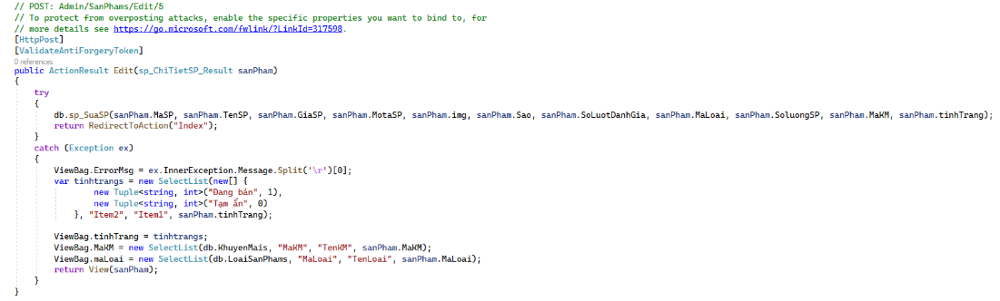 // POST: Admin/SanPhams/Edit/5
// To protect from overposting attacks, enable the specific properties you want to bind to, for
// more details see https://go.microsoft.com/fwlink/?LinkId=317598.
[HttpPost]
[ValidateAntiForgeryToken]
0 references
public ActionResult Edit(sp_ChiTietSP_Result sanPham)
{
try
{
db.sp_SuaSP(sanPham.MaSP, sanPham.TenSP, sanPham.GiaSP, sanPham.MotaSP, sanPham.img, sanPham.Sao, sanPham.SoLuotDanhGia, sanPham.MaLoai, sanPham.SoluongSP, sanPham.MaKM, sanPham.tinhTrang);
return RedirectToAction("Index");
}
catch (Exception ex)
{
ViewBag.ErrorMsg = ex.InnerException.Message.Split('\r')[0];
var tinhtrangs = new SelectList(new[] {
new Tuple<string, int>("Đang bán", 1),
new Tuple<string, int>("Tạm ẩn", 0)
}, "Item2", "Item1", sanPham.tinhTrang);
ViewBag.tinhTrang = tinhtrangs;
ViewBag.MaKM = new SelectList(db.KhuyenMais, "MaKM", "TenKM", sanPham.MaKM);
ViewBag.maLoai = new SelectList(db.LoaiSanPhams, "MaLoai", "TenLoai", sanPham.MaLoai);
return View(sanPham);
}
}